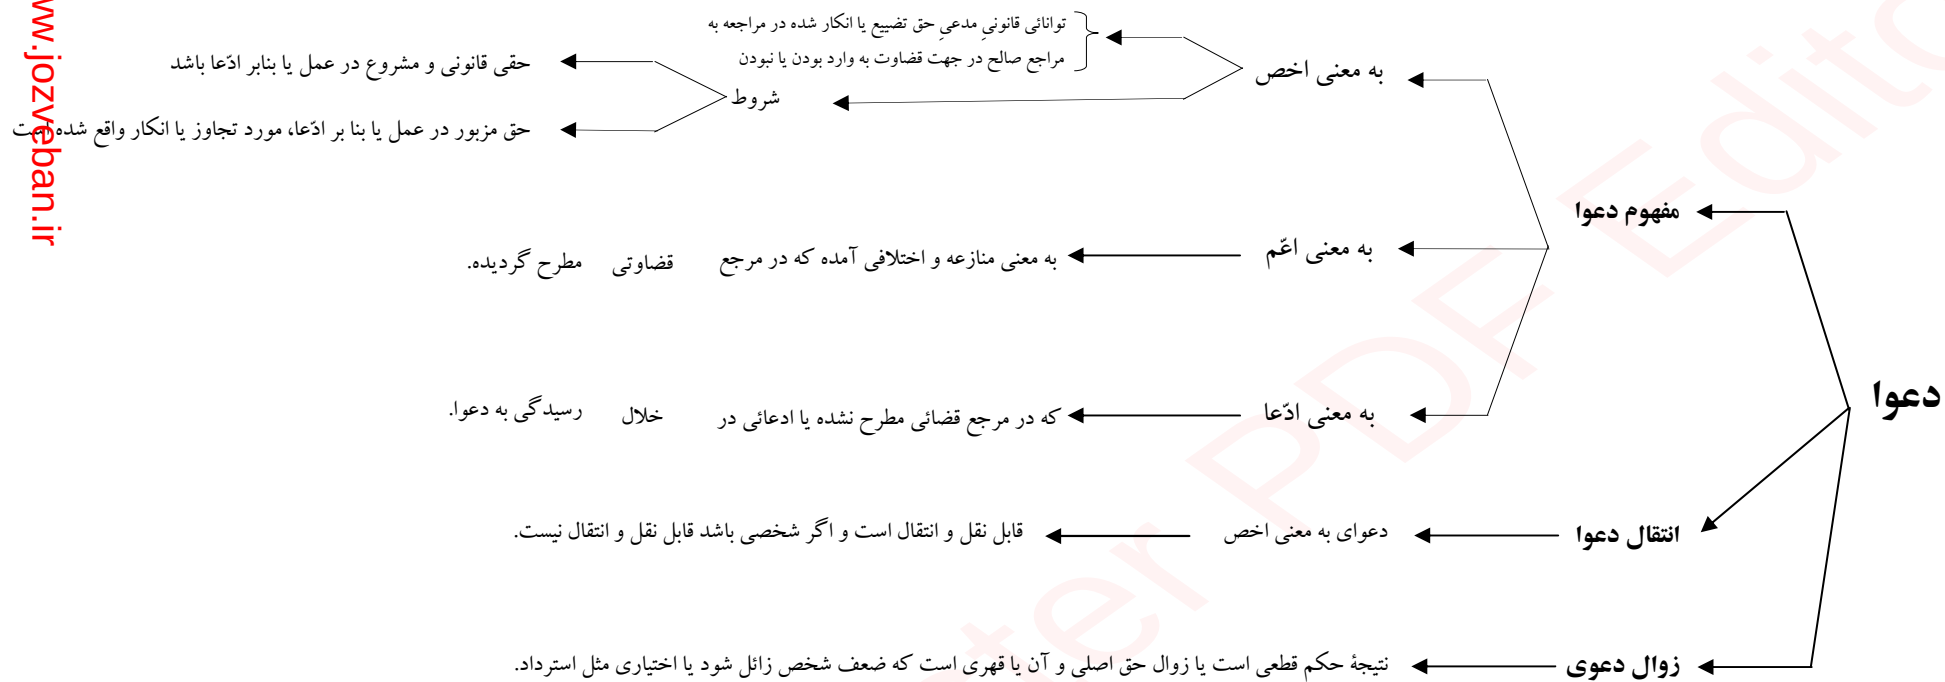 دعوا
مفهوم دعوا
به معنی اخص
توانائی قانونیِ مدعیِ حق تضییع یا انکار شده در مراجعه به
مراجع صالح در جهت قضاوت به وارد بودن یا نبودن
شروط
حقی قانونی و مشروع در عمل یا بنابر ادّعا باشد
حق مزبور در عمل یا بنا بر ادّعا، مورد تجاوز یا انکار واقع شده است
به معنی اعّم
به معنی منازعه و اختلافی آمده که در مرجع قضاوتی مطرح گردیده.
به معنی ادّعا
که در مرجع قضائی مطرح نشده یا ادعائی در خلال رسیدگی به دعوا.
انتقال دعوا
دعوای به معنی اخص
قابل نقل و انتقال است و اگر شخصی باشد قابل نقل و انتقال نیست.
زوال دعوی
نتیجهٔ حکم قطعی است یا زوال حق اصلی و آن یا قهری است که ضعف شخص زائل شود یا اختیاری مثل استرداد.
w.jozveban.ir
ter PDF Edito